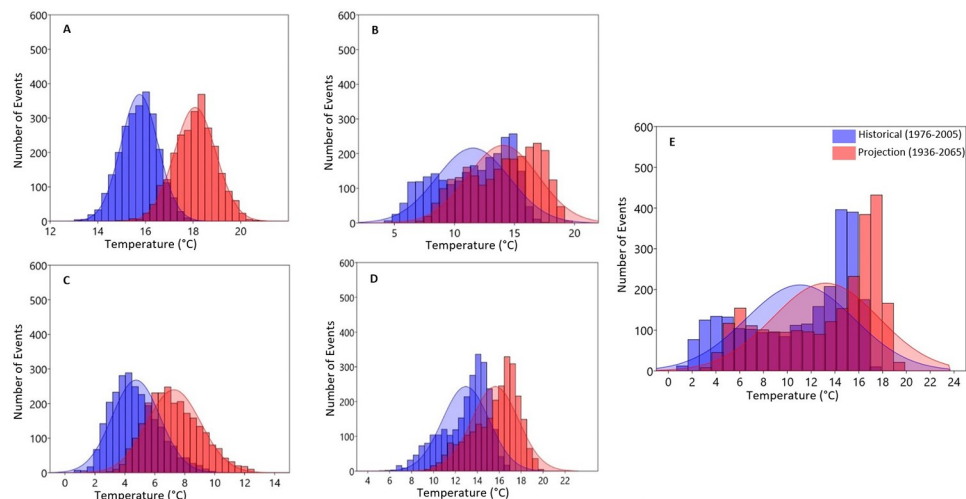 A
Number of Events
600
500
400
300
200
100
0
12 14 16 18 20
Temperature (°C)
B
Number of Events
600
500
400
300
200
100
0
5 10 15 20
Temperature (°C)
C
Number of Events
600
500
400
300
200
100
0
0 2 4 6 8 10 12 14
Temperature (°C)
D
Number of Events
600
500
400
300
200
100
0
4 6 8 10 12 14 16 18 20 22
Temperature (°C)
E
Historical (1976-2005)
Projection (1936-2065)
Number of Events
600
500
400
300
200
100
0
0 2 4 6 8 10 12 14 16 18 20 22 24
Temperature (°C)